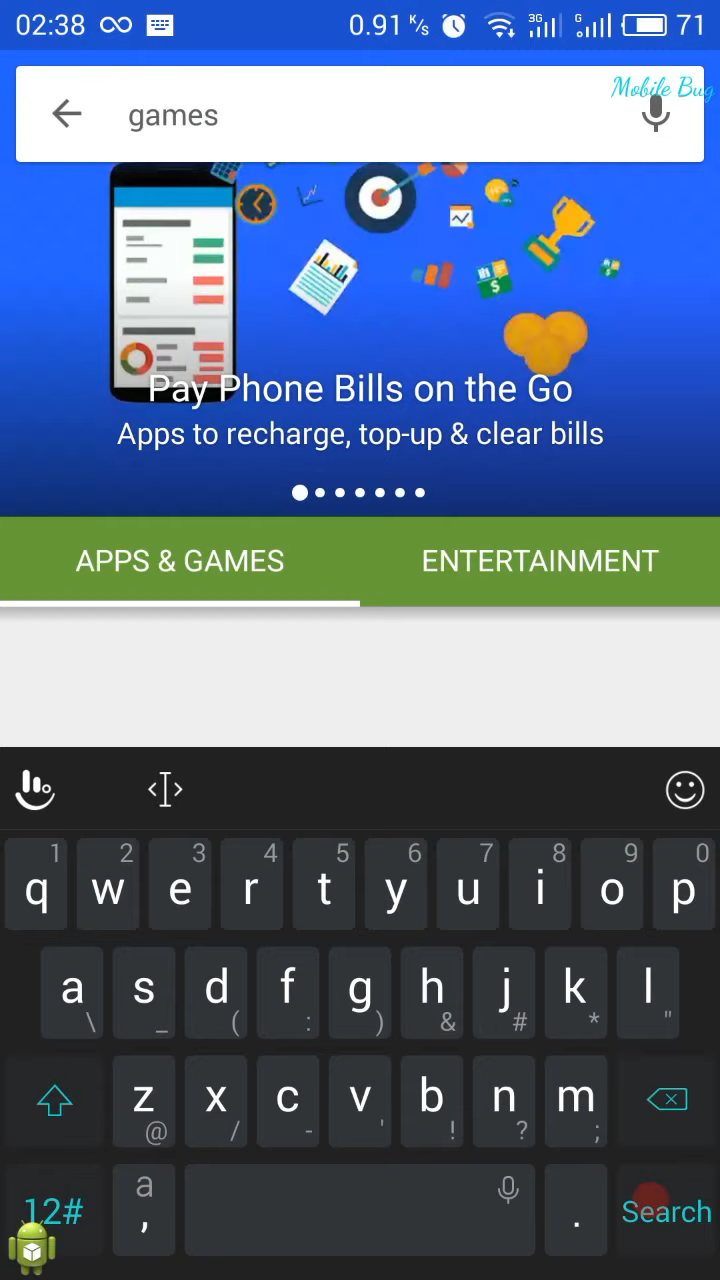 02:38 0.91 K/s 3G G 71
Mobile Bug
games
Pay Phone Bills on the Go
Apps to recharge, top-up & clear bills
APPS & GAMES ENTERTAINMENT
1 2 3 4 5 6 7 8 9 0
q w e r t y u i o p
a s d f g h j k l
\ _ ( : ) & # * "
z x c v b n m
@ / - ' ! ? ;
a
12# , . Search